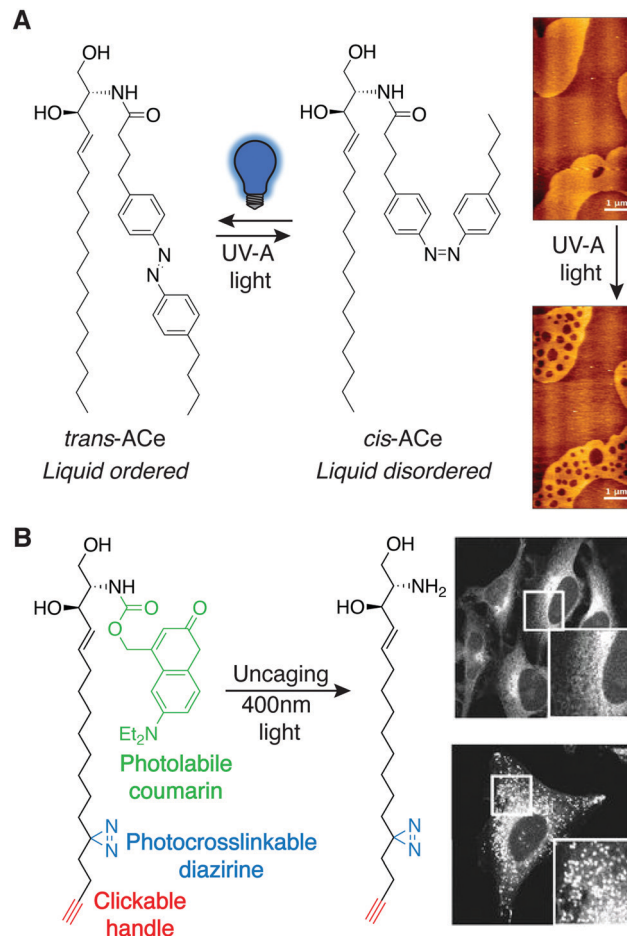 A
OH
HO
NH
O
N
N
trans-ACe
Liquid ordered
UV-A
light
OH
HO
NH
O
N=N
cis-ACe
Liquid disordered
1 µm
UV-A
light
1 µm
B
OH
HO
NH
O
O
O
Et2N
Photolabile
coumarin
N
N
Photocrosslinkable
diazirine
Clickable
handle
Uncaging
400nm
light
OH
HO
NH2
N
N